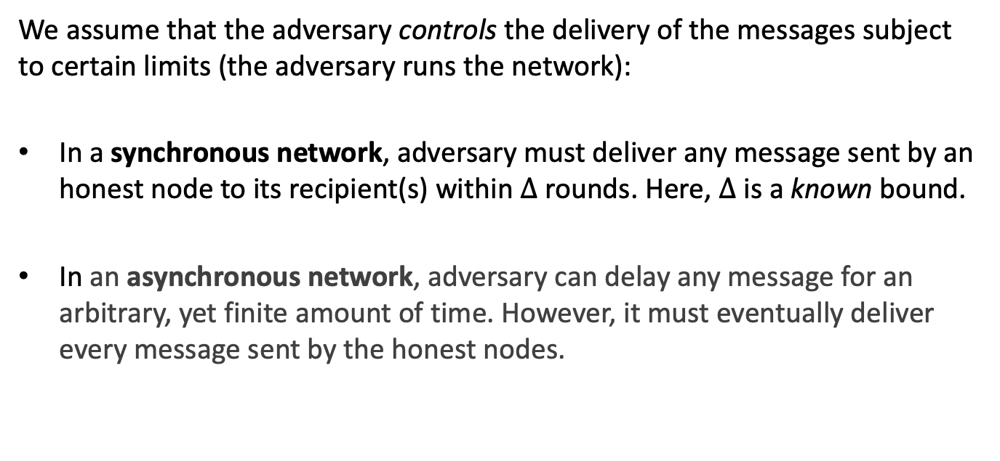 We assume that the adversary controls the delivery of the messages subject
to certain limits (the adversary runs the network):
• In a synchronous network, adversary must deliver any message sent by an
honest node to its recipient(s) within Δ rounds. Here, Δ is a known bound.
• In an asynchronous network, adversary can delay any message for an
arbitrary, yet finite amount of time. However, it must eventually deliver
every message sent by the honest nodes.